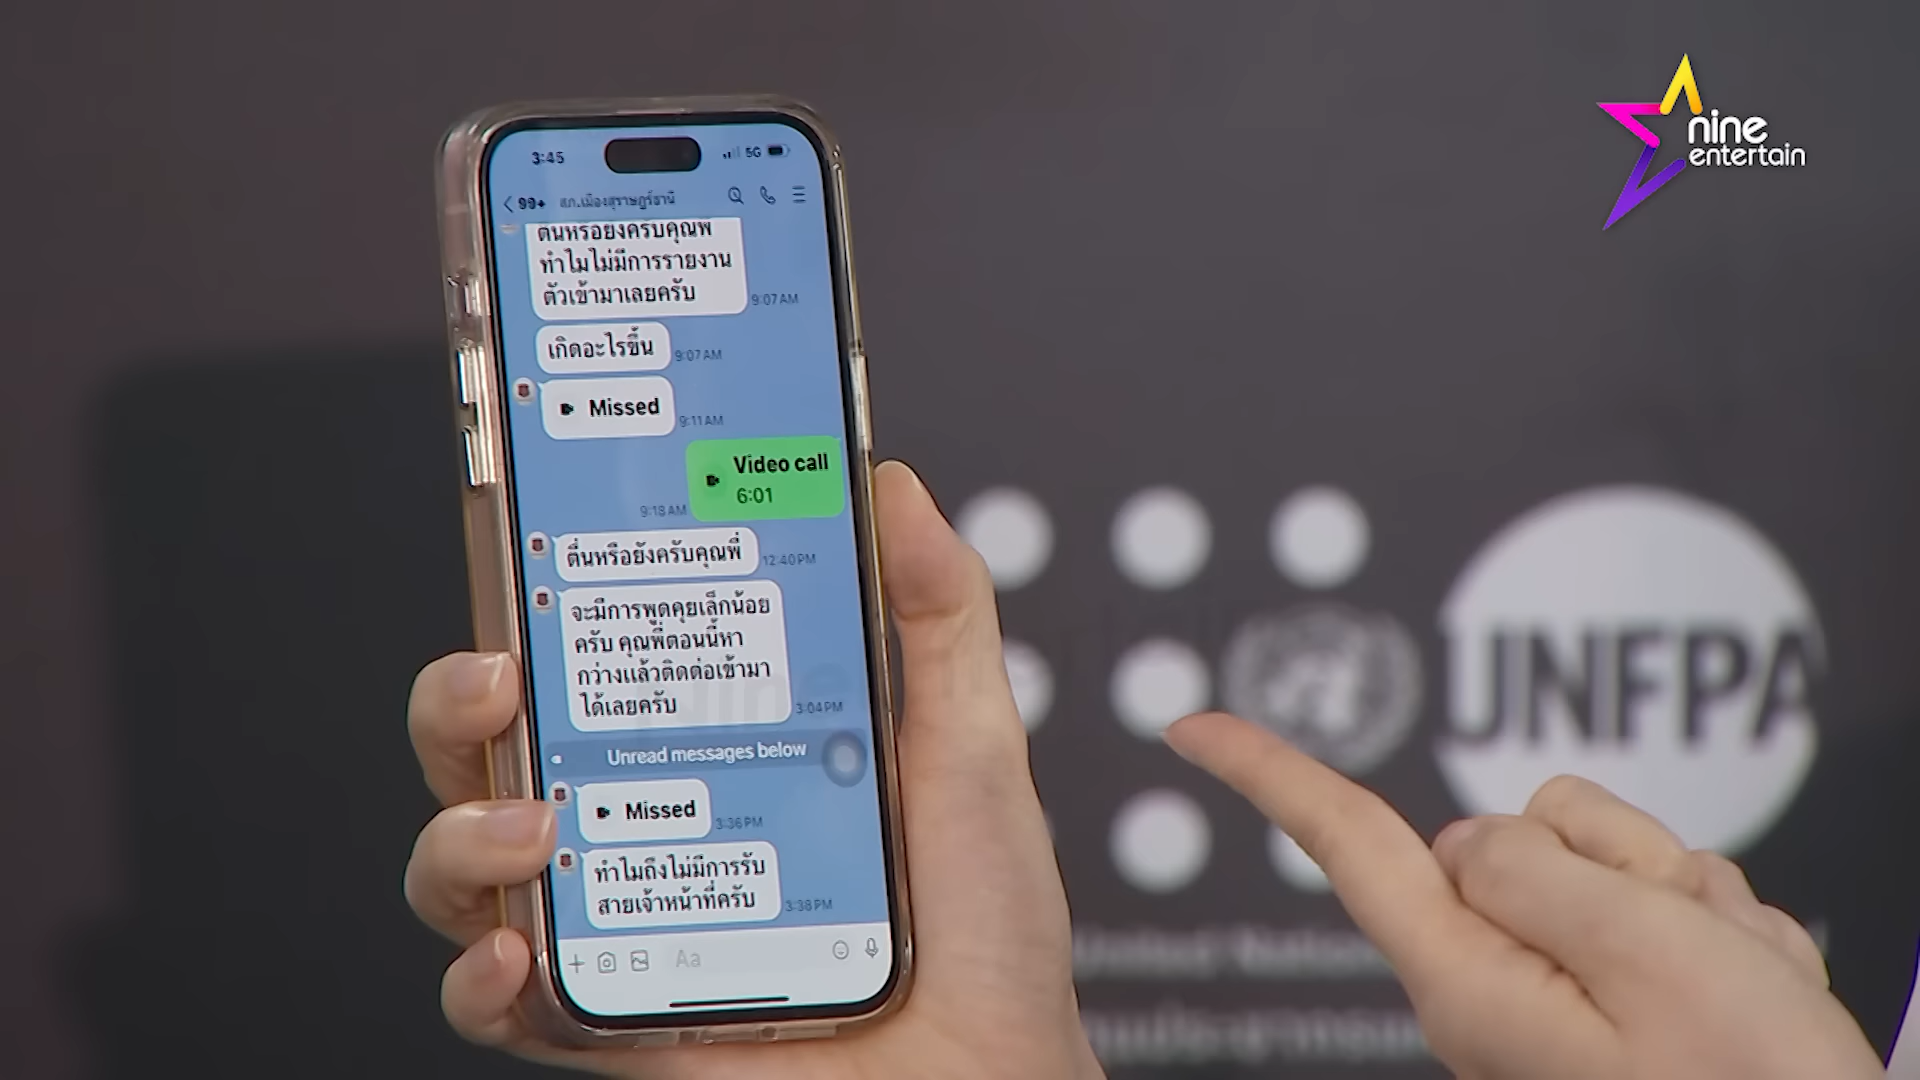 nine
entertain
3:45
5G
99+ สภ.เมืองสุราษฎร์ธานี
ตื่นหรือยังครับคุณพี่
ทำไมไม่มีการรายงาน
ตัวเข้ามาเลยครับ
9:07 AM
เกิดอะไรขึ้น
9:07 AM
Missed
9:11 AM
Video call
6:01
9:18 AM
ตื่นหรือยังครับคุณพี่
12:40 PM
จะมีการพูดคุยเล็กน้อย
ครับ คุณพี่ตอนนี้หา
กว่างแล้วติดต่อเข้ามา
ได้เลยครับ
3:04 PM
Unread messages below
Missed
3:36 PM
ทำไมถึงไม่มีการรับ
สายเจ้าหน้าที่ครับ
3:38 PM
Aa
UNFPA